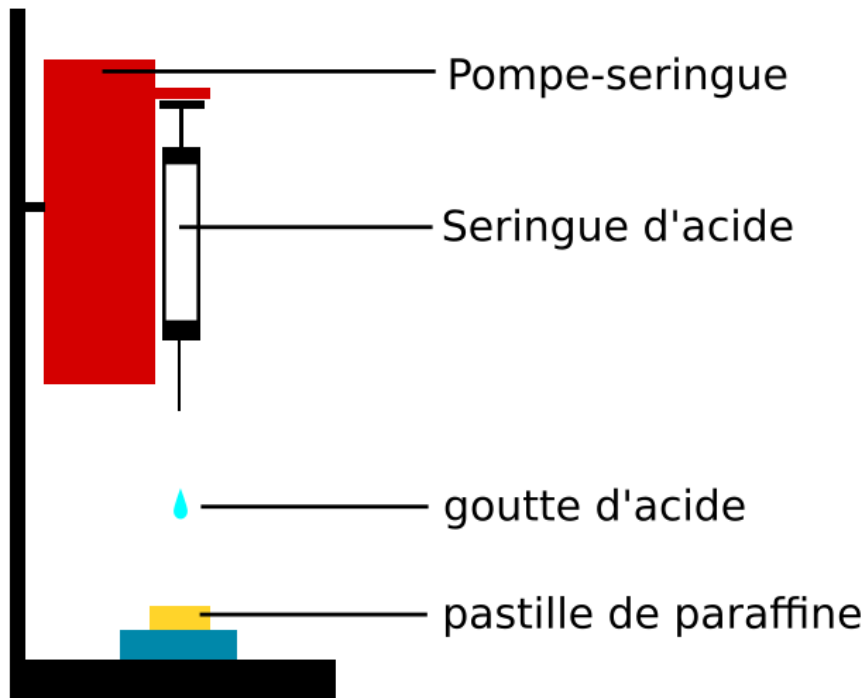 Pompe-seringue
Seringue d'acide
goutte d'acide
pastille de paraffine